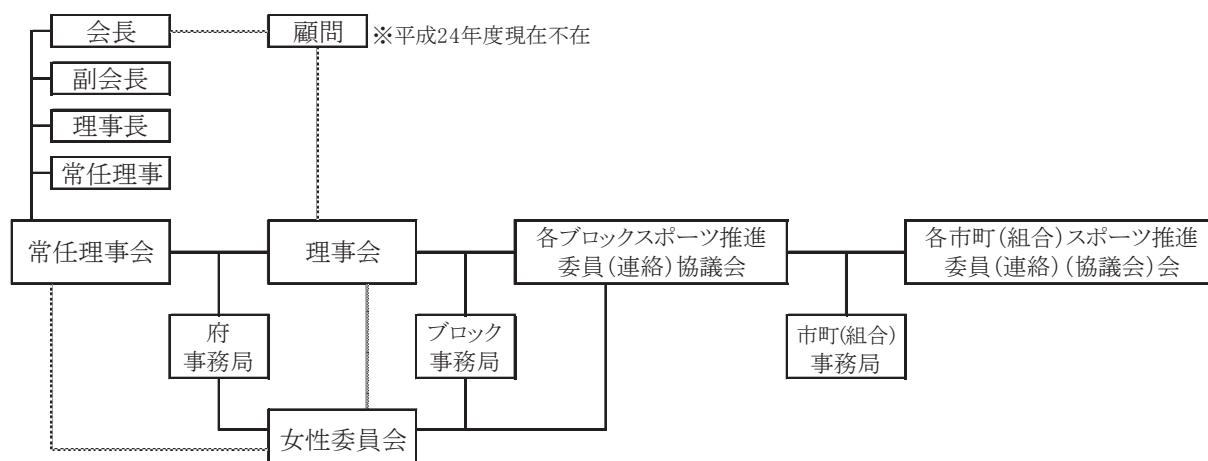 会長
顧問
※平成24年度現在不在
副会長
理事長
常任理事
常任理事会
理事会
各ブロックスポーツ推進
委員(連絡)協議会
各市町(組合)スポーツ推進
委員(連絡)(協議会)会
府
事務局
ブロック
事務局
市町(組合)
事務局
女性委員会